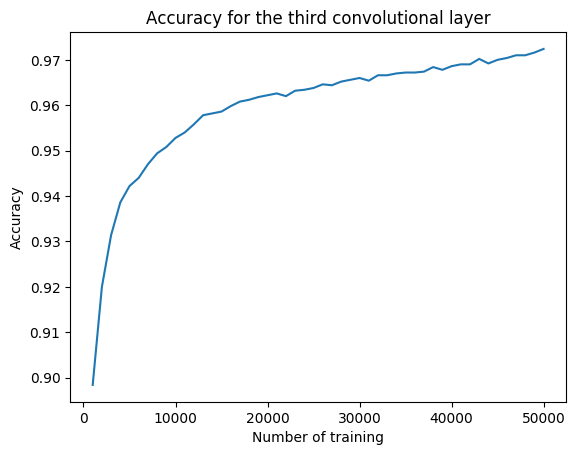 Accuracy for the third convolutional layer
0.97
0.96
0.95
0.94
0.93
0.92
0.91
0.90
Accuracy
0 10000 20000 30000 40000 50000
Number of training